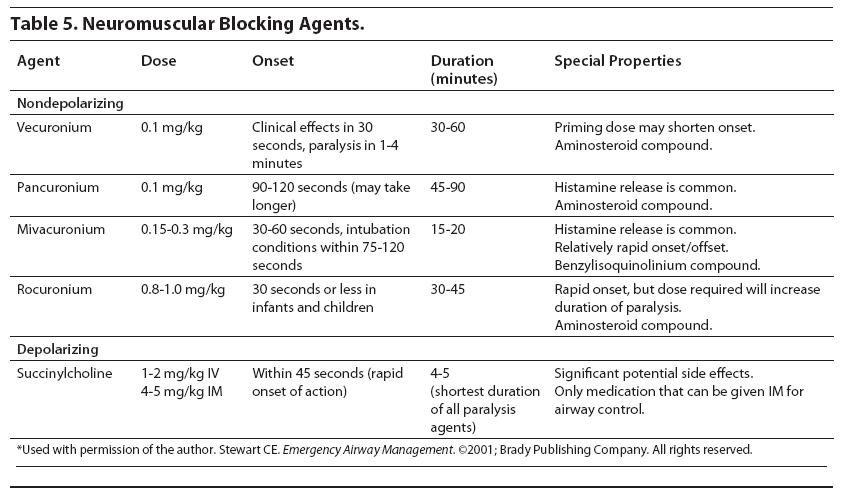 Table 5. Neuromuscular Blocking Agents.
Agent Dose Onset Duration Special Properties
(minutes)
Nondepolarizing
Vecuronium 0.1 mg/kg Clinical effects in 30 30-60 Priming dose may shorten onset.
seconds, paralysis in 1-4 Aminosteroid compound.
minutes
Pancuronium 0.1 mg/kg 90-120 seconds (may take 45-90 Histamine release is common.
longer) Aminosteroid compound.
Mivacuronium 0.15-0.3 mg/kg 30-60 seconds, intubation 15-20 Histamine release is common.
conditions within 75-120 Relatively rapid onset/offset.
seconds Benzylisoquinolinium compound.
Rocuronium 0.8-1.0 mg/kg 30 seconds or less in 30-45 Rapid onset, but dose required will increase
infants and children duration of paralysis.
Aminosteroid compound.
Depolarizing
Succinylcholine 1-2 mg/kg IV Within 45 seconds (rapid 4-5 Significant potential side effects.
4-5 mg/kg IM onset of action) (shortest duration Only medication that can be given IM for
of all paralysis airway control.
agents)
*Used with permission of the author. Stewart CE. Emergency Airway Management. ©2001; Brady Publishing Company. All rights reserved.